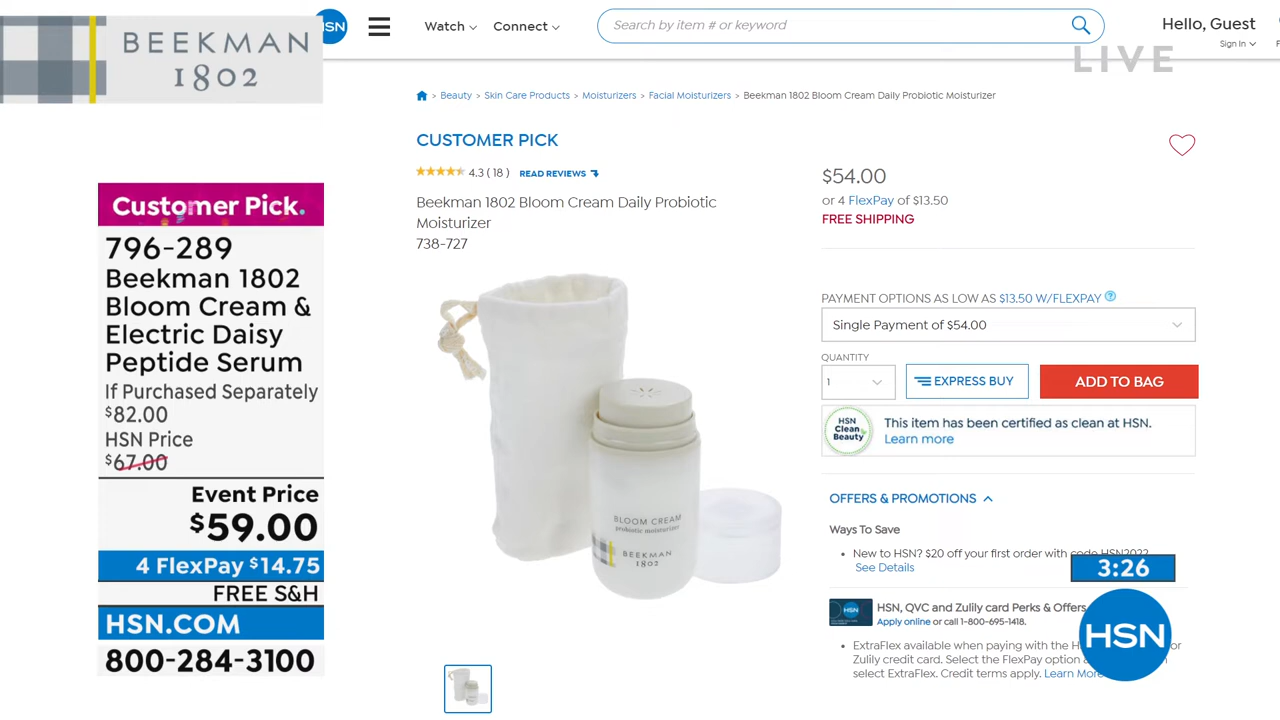 BEEKMAN
1802
HSN
Watch
Connect
Search by item # or keyword
Hello, Guest
Sign In
LIVE
> Beauty > Skin Care Products > Moisturizers > Facial Moisturizers > Beekman 1802 Bloom Cream Daily Probiotic Moisturizer
CUSTOMER PICK
4.3 ( 18 ) READ REVIEWS
Beekman 1802 Bloom Cream Daily Probiotic
Moisturizer
738-727
$54.00
or 4 FlexPay of $13.50
FREE SHIPPING
PAYMENT OPTIONS AS LOW AS $13.50 W/FLEXPAY ?
Single Payment of $54.00
QUANTITY
1
EXPRESS BUY
ADD TO BAG
HSN
Clean
Beauty
This item has been certified as clean at HSN.
Learn more
OFFERS & PROMOTIONS
Ways To Save
• New to HSN? $20 off your first order with code HSN2022
See Details
3:26
HSN
HSN, QVC and Zulily card Perks & Offers
Apply online or call 1-800-695-1418.
• ExtraFlex available when paying with the H or
Zulily credit card. Select the FlexPay option
select ExtraFlex. Credit terms apply. Learn More
HSN
BLOOM CREAM
probiotic moisturizer
BEEKMAN
1802
Customer Pick.
796-289
Beekman 1802
Bloom Cream &
Electric Daisy
Peptide Serum
If Purchased Separately
$82.00
HSN Price
$67.00
Event Price
$59.00
4 FlexPay $14.75
FREE S&H
HSN.COM
800-284-3100